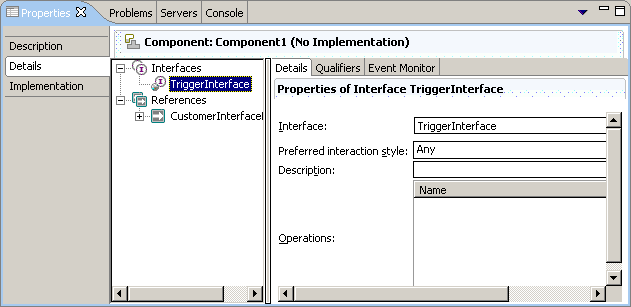 Properties Problems Servers Console
Description
Details
Implementation
Component: Component1 (No Implementation)
Interfaces
TriggerInterface
References
CustomerInterfacel
Details Qualifiers Event Monitor
Properties of Interface TriggerInterface
Interface: TriggerInterface
Preferred interaction style: Any
Description:
Name
Operations: